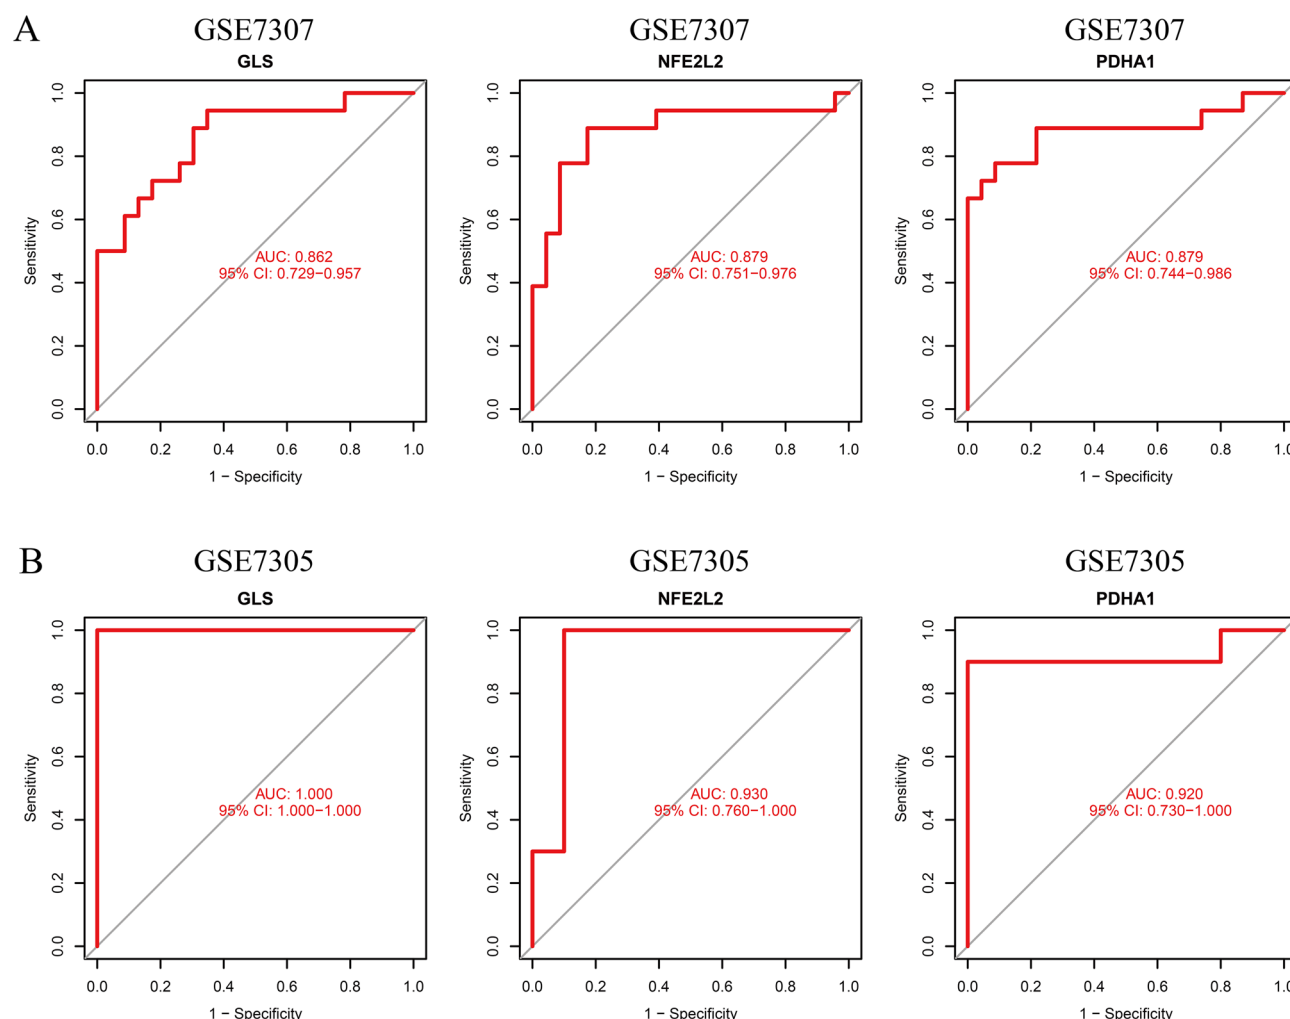 A
GSE7307
GLS
1.0
0.8
0.6
0.4
0.2
0.0
Sensitivity
AUC: 0.862
95% CI: 0.729−0.957
0.0 0.2 0.4 0.6 0.8 1.0
1 − Specificity
GSE7307
NFE2L2
1.0
0.8
0.6
0.4
0.2
0.0
Sensitivity
AUC: 0.879
95% CI: 0.751−0.976
0.0 0.2 0.4 0.6 0.8 1.0
1 − Specificity
GSE7307
PDHA1
1.0
0.8
0.6
0.4
0.2
0.0
Sensitivity
AUC: 0.879
95% CI: 0.744−0.986
0.0 0.2 0.4 0.6 0.8 1.0
1 − Specificity
B
GSE7305
GLS
1.0
0.8
0.6
0.4
0.2
0.0
Sensitivity
AUC: 1.000
95% CI: 1.000−1.000
0.0 0.2 0.4 0.6 0.8 1.0
1 − Specificity
GSE7305
NFE2L2
1.0
0.8
0.6
0.4
0.2
0.0
Sensitivity
AUC: 0.930
95% CI: 0.760−1.000
0.0 0.2 0.4 0.6 0.8 1.0
1 − Specificity
GSE7305
PDHA1
1.0
0.8
0.6
0.4
0.2
0.0
Sensitivity
AUC: 0.920
95% CI: 0.730−1.000
0.0 0.2 0.4 0.6 0.8 1.0
1 − Specificity